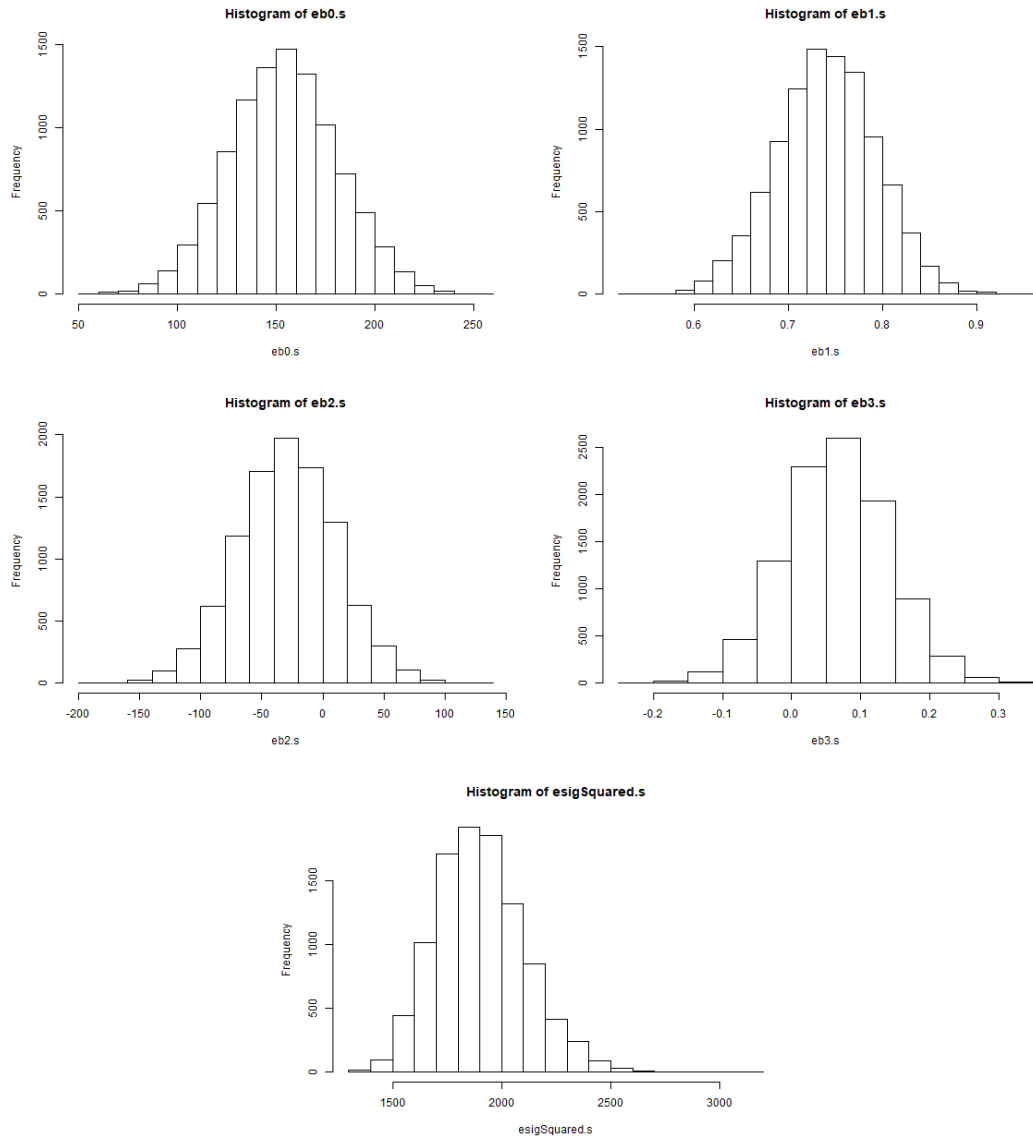 Histogram of eb0.s
Frequency
0 500 1000 1500
50 100 150 200 250
eb0.s
Histogram of eb1.s
Frequency
0 500 1000 1500
0.6 0.7 0.8 0.9
eb1.s
Histogram of eb2.s
Frequency
0 500 1000 1500 2000
-200 -150 -100 -50 0 50 100 150
eb2.s
Histogram of eb3.s
Frequency
0 500 1000 1500 2000 2500
-0.2 -0.1 0.0 0.1 0.2 0.3
eb3.s
Histogram of esigSquared.s
Frequency
0 500 1000 1500
1500 2000 2500 3000
esigSquared.s